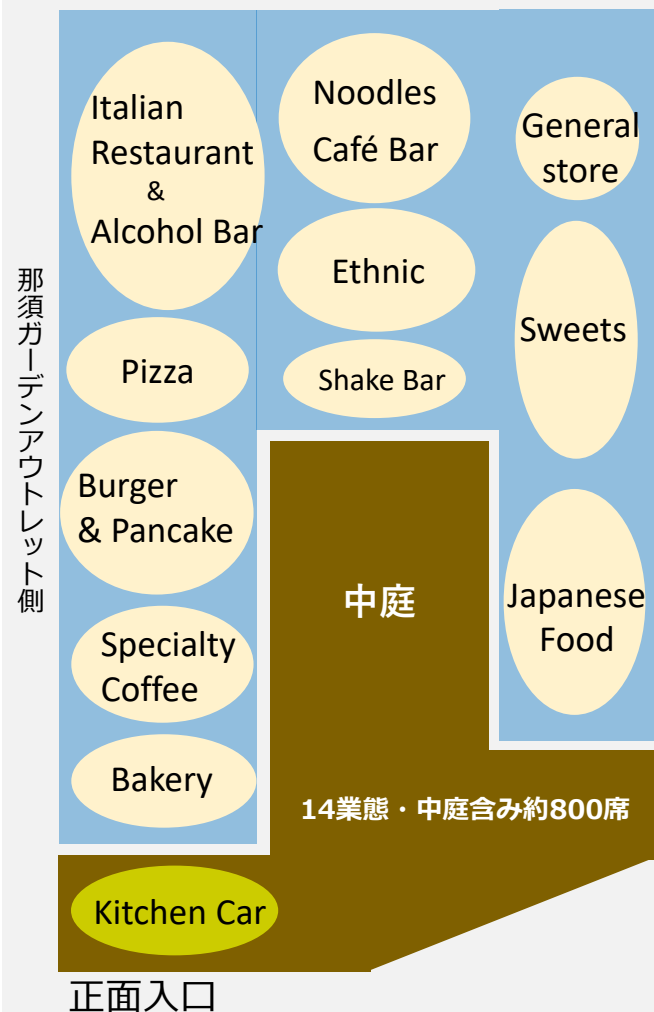 Italian
Restaurant
&
Alcohol Bar
Noodles
Café Bar
General
store
Ethnic
Sweets
Pizza
Shake Bar
那須ガーデンアウトレット側
Burger
& Pancake
中庭
Japanese
Food
Specialty
Coffee
Bakery
14業態・中庭含み約800席
Kitchen Car
正面入口